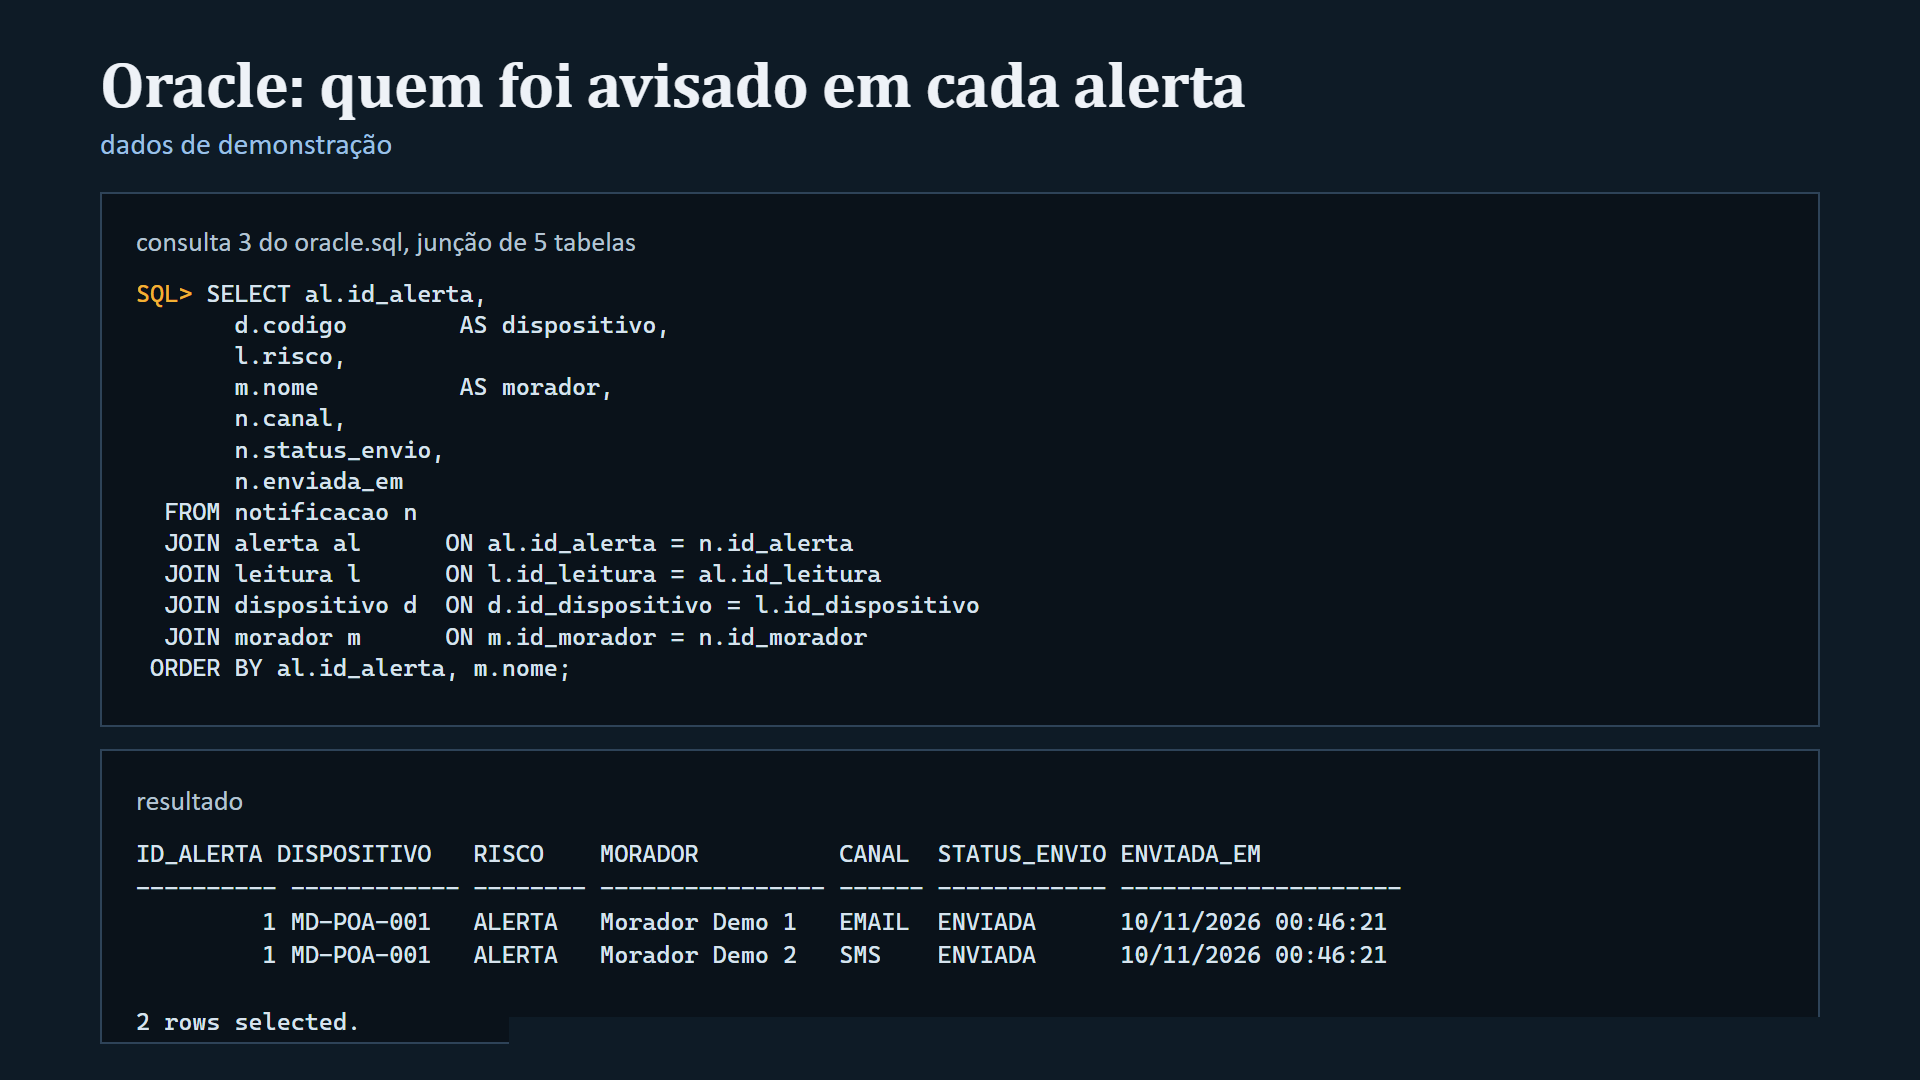 Oracle: quem foi avisado em cada alerta
dados de demonstração
consulta 3 do oracle.sql, junção de 5 tabelas
SQL> SELECT al.id_alerta,
       d.codigo        AS dispositivo,
       l.risco,
       m.nome          AS morador,
       n.canal,
       n.status_envio,
       n.enviada_em
  FROM notificacao n
  JOIN alerta al      ON al.id_alerta = n.id_alerta
  JOIN leitura l      ON l.id_leitura = al.id_leitura
  JOIN dispositivo d  ON d.id_dispositivo = l.id_dispositivo
  JOIN morador m      ON m.id_morador = n.id_morador
 ORDER BY al.id_alerta, m.nome;
resultado
ID_ALERTA DISPOSITIVO   RISCO    MORADOR          CANAL  STATUS_ENVIO ENVIADA_EM
---------- ------------ -------- ---------------- ------ ------------ --------------------
         1 MD-POA-001   ALERTA   Morador Demo 1   EMAIL  ENVIADA      10/11/2026 00:46:21
         1 MD-POA-001   ALERTA   Morador Demo 2   SMS    ENVIADA      10/11/2026 00:46:21
2 rows selected.